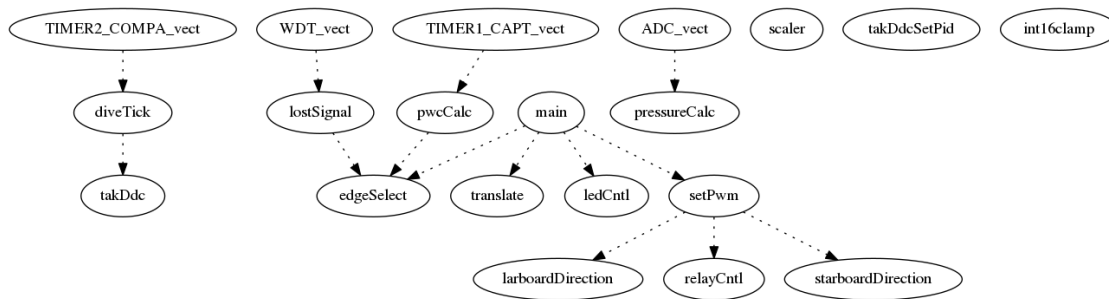 TIMER2_COMPA_vect
WDT_vect
TIMER1_CAPT_vect
ADC_vect
scaler
takDdcSetPid
int16clamp
diveTick
lostSignal
pwcCalc
main
pressureCalc
takDdc
edgeSelect
translate
ledCntl
setPwm
larboardDirection
relayCntl
starboardDirection